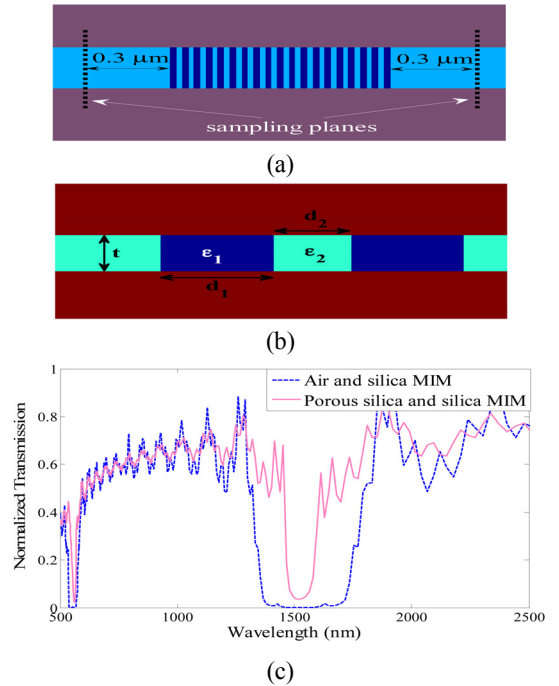 0.3 μm
0.3 μm
sampling planes
(a)
d2
t
ε1
ε2
d1
(b)
1
Air and silica MIM
Porous silica and silica MIM
0.8
0.6
0.4
0.2
0
Normalized Transmission
500
1000
1500
2000
2500
Wavelength (nm)
(c)